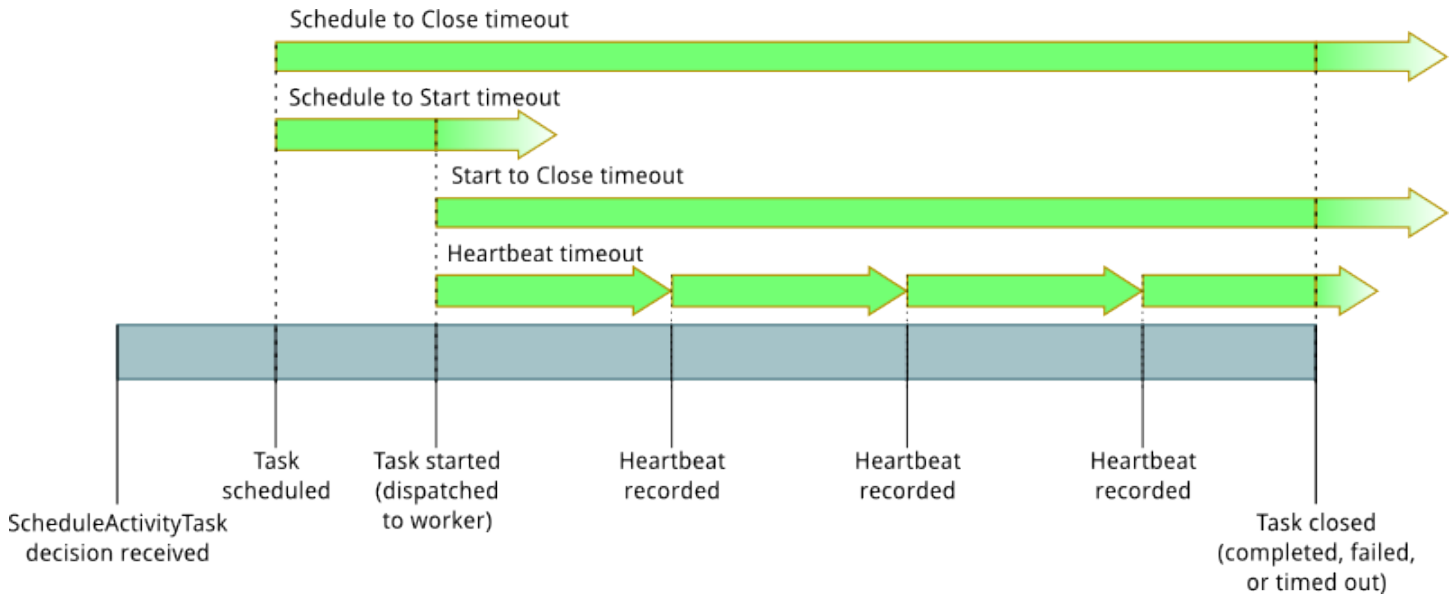 Schedule to Close timeout
Schedule to Start timeout
Start to Close timeout
Heartbeat timeout
Task
scheduled
Task started
(dispatched
to worker)
Heartbeat
recorded
Heartbeat
recorded
Heartbeat
recorded
ScheduleActivityTask
decision received
Task closed
(completed, failed,
or timed out)